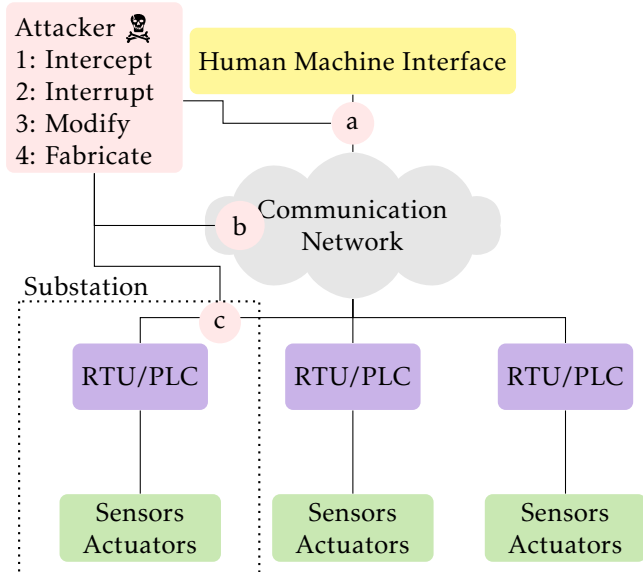 Attacker
1: Intercept
2: Interrupt
3: Modify
4: Fabricate
Human Machine Interface
a
b
Communication
Network
Substation
c
RTU/PLC
RTU/PLC
RTU/PLC
Sensors
Actuators
Sensors
Actuators
Sensors
Actuators